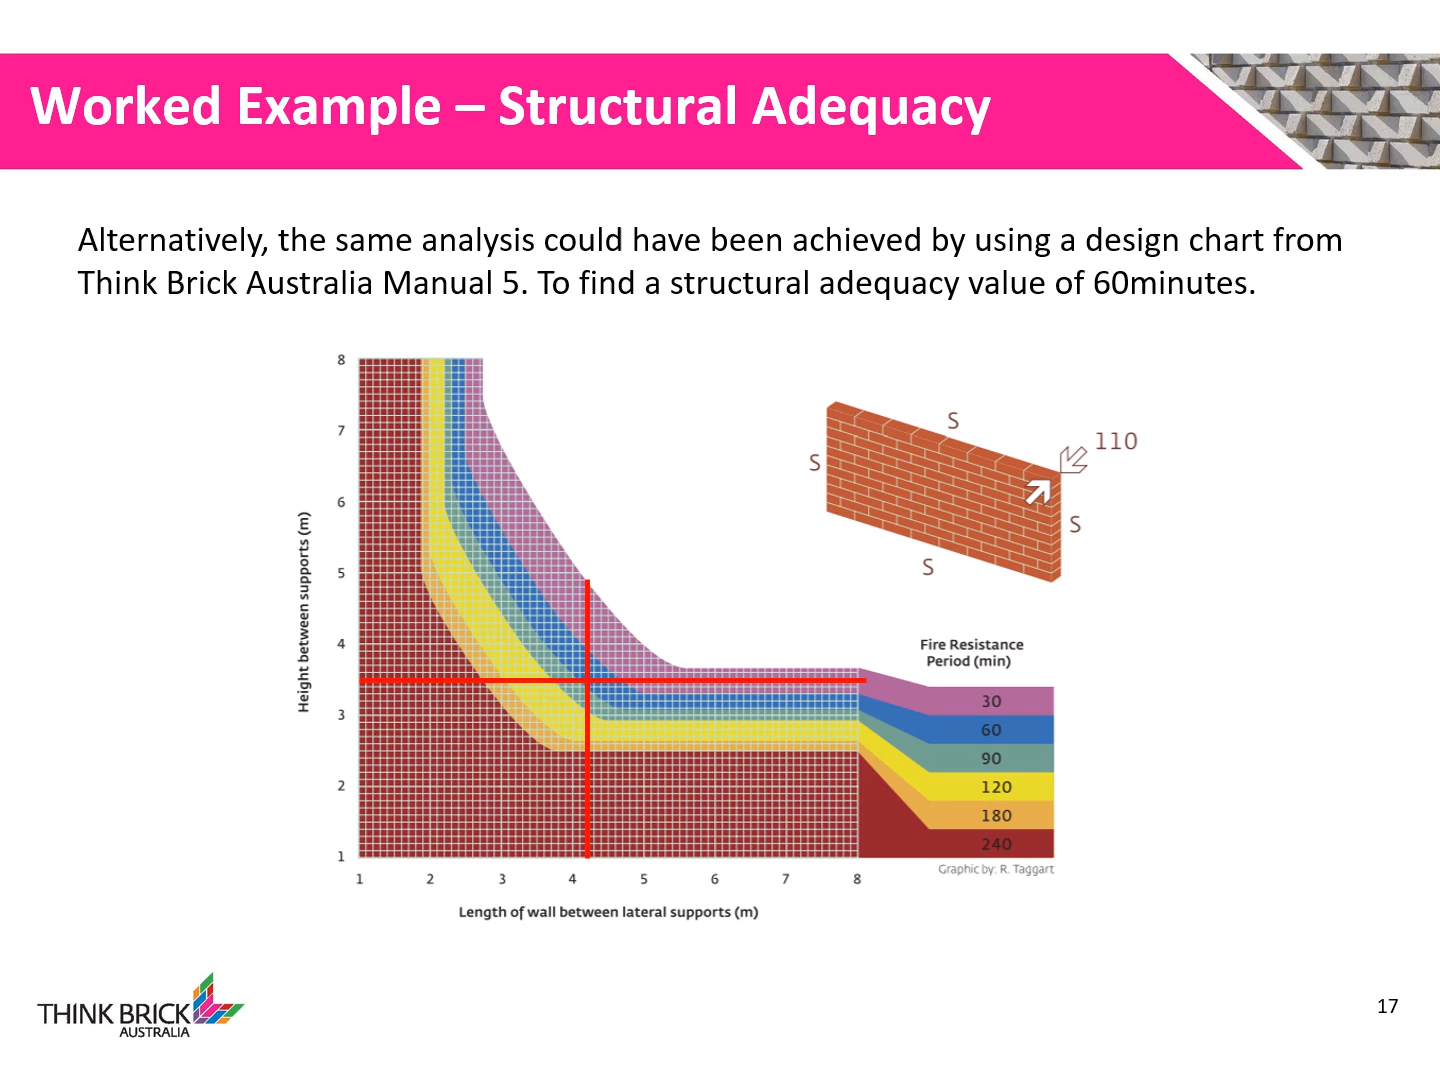 Worked Example – Structural Adequacy
Alternatively, the same analysis could have been achieved by using a design chart from
Think Brick Australia Manual 5. To find a structural adequacy value of 60minutes.
8
7
6
5
4
3
2
1
Height between supports (m)
1 2 3 4 5 6 7 8
Length of wall between lateral supports (m)
S
S
110
S
S
Fire Resistance
Period (min)
30
60
90
120
180
240
Graphic by: R. Taggart
THINK BRICK
AUSTRALIA
17